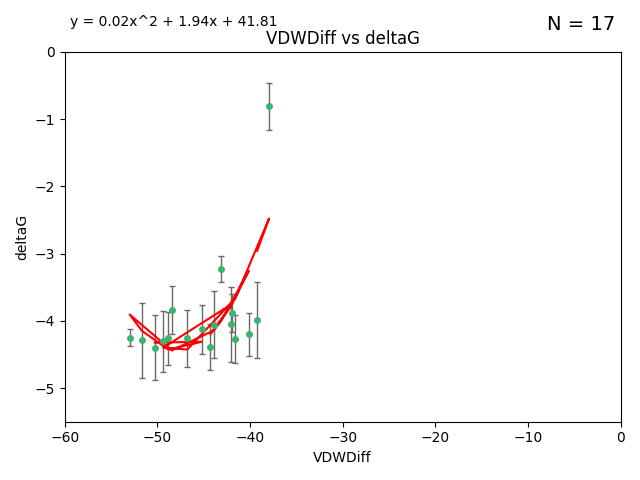 y = 0.02x^2 + 1.94x + 41.81
N = 17
VDWDiff vs deltaG
0
−1
−2
−3
−4
−5
deltaG
−60
−50
−40
−30
−20
−10
0
VDWDiff